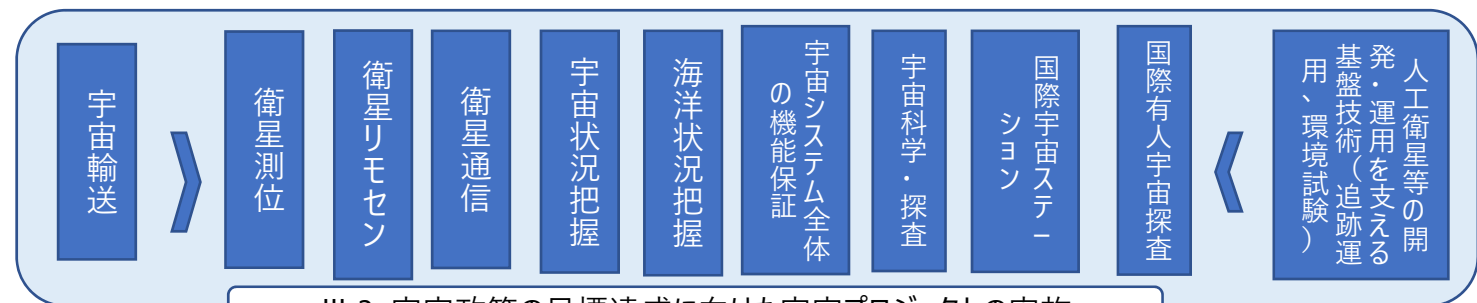 宇宙輸送
衛星測位
衛星リモセン
衛星通信
宇宙状況把握
海洋状況把握
宇宙システム全体
の機能保証
宇宙科学・探査
国際宇宙ステー
ション
国際有人宇宙探査
人工衛星等の開
発・運用を支える
基盤技術（追跡運
用、環境試験）